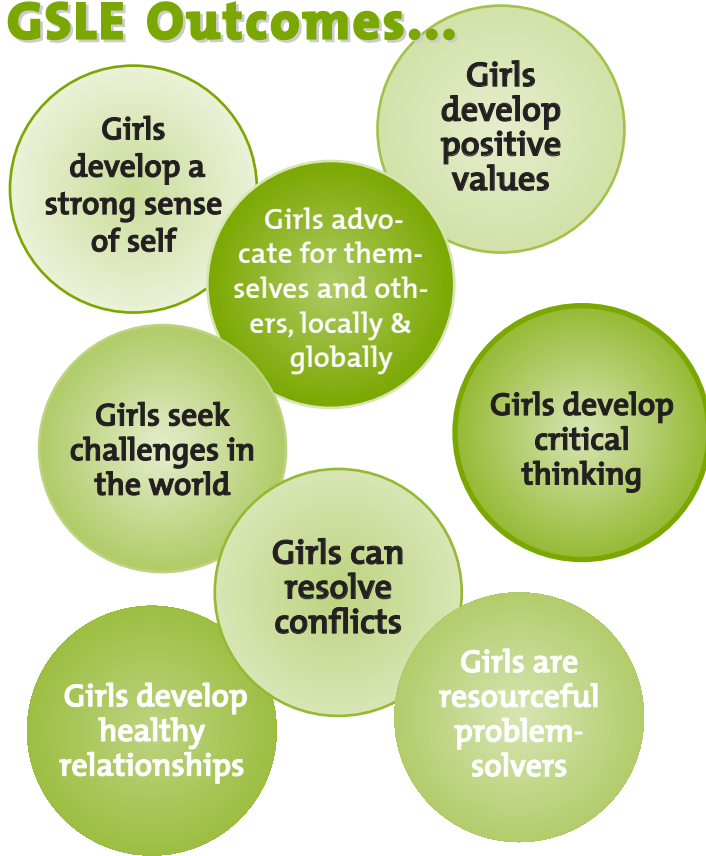 GSLE Outcomes...
Girls
develop a
strong sense
of self
Girls
develop
positive
values
Girls advo-
cate for them-
selves and oth-
ers, locally &
globally
Girls seek
challenges in
the world
Girls develop
critical
thinking
Girls can
resolve
conflicts
Girls develop
healthy
relationships
Girls are
resourceful
problem-
solvers